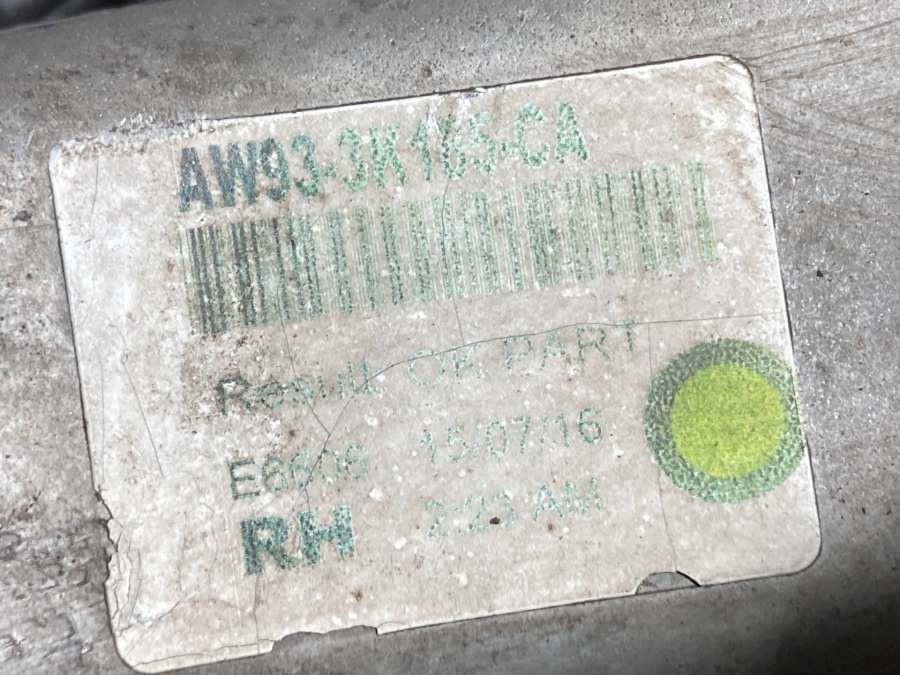 AW93-3K165-CA
Result: OK PART
E6606 15/07/16
RH 2:23 AM